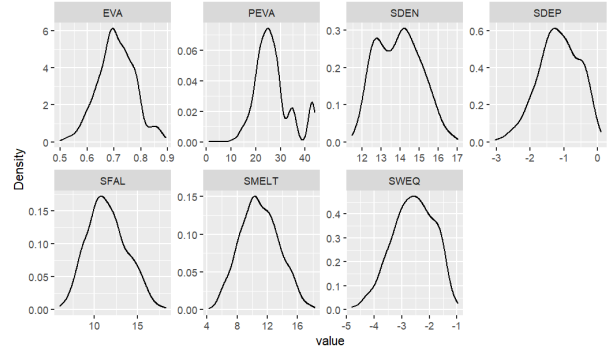 EVA PEVA SDEN SDEP
6 4 2 0
0.5 0.6 0.7 0.8 0.9
0.06 0.04 0.02 0.00
0 10 20 30 40
0.3 0.2 0.1 0.0
12 13 14 15 16 17
0.6 0.4 0.2 0.0
-3 -2 -1 0
Density
SFAL SMELT SWEQ
0.15 0.10 0.05 0.00
10 15
0.15 0.10 0.05 0.00
4 8 12 16
0.4 0.3 0.2 0.1 0.0
-5 -4 -3 -2 -1
value